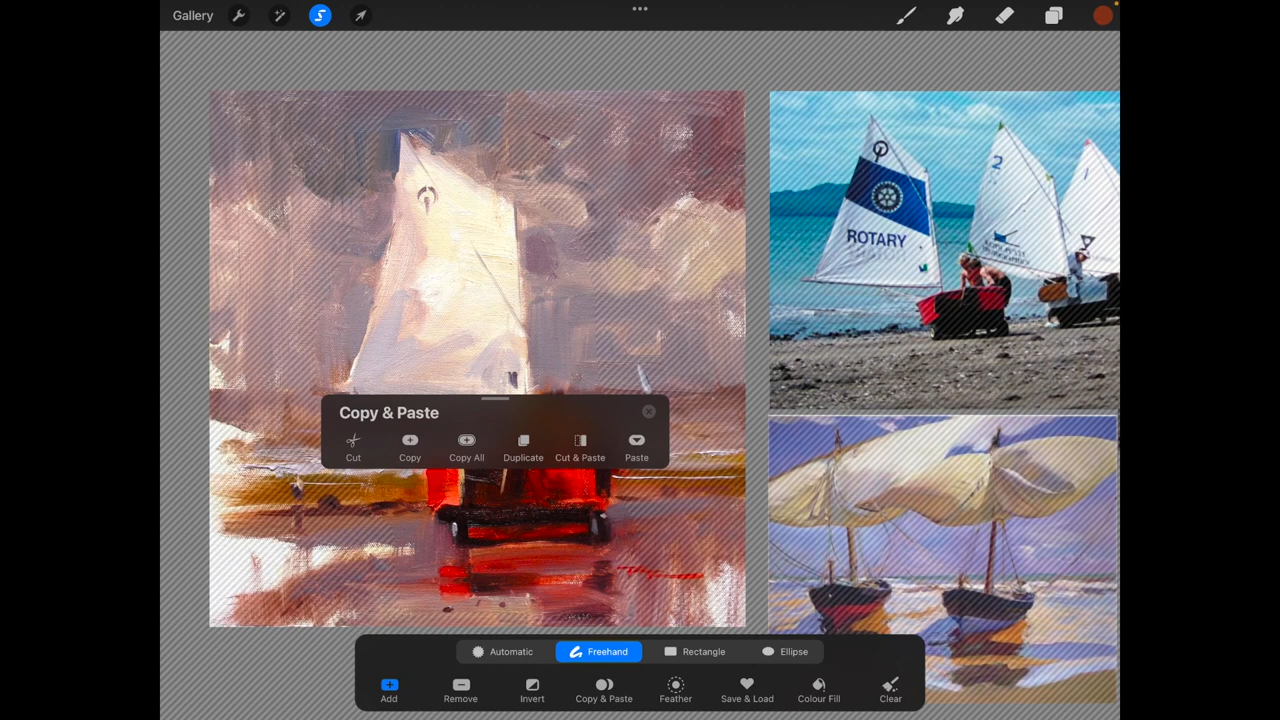 Gallery
2
1
ROTARY
Copy & Paste
Cut
Copy
Copy All
Duplicate
Cut & Paste
Paste
Automatic
Freehand
Rectangle
Ellipse
Add
Remove
Invert
Copy & Paste
Feather
Save & Load
Colour Fill
Clear